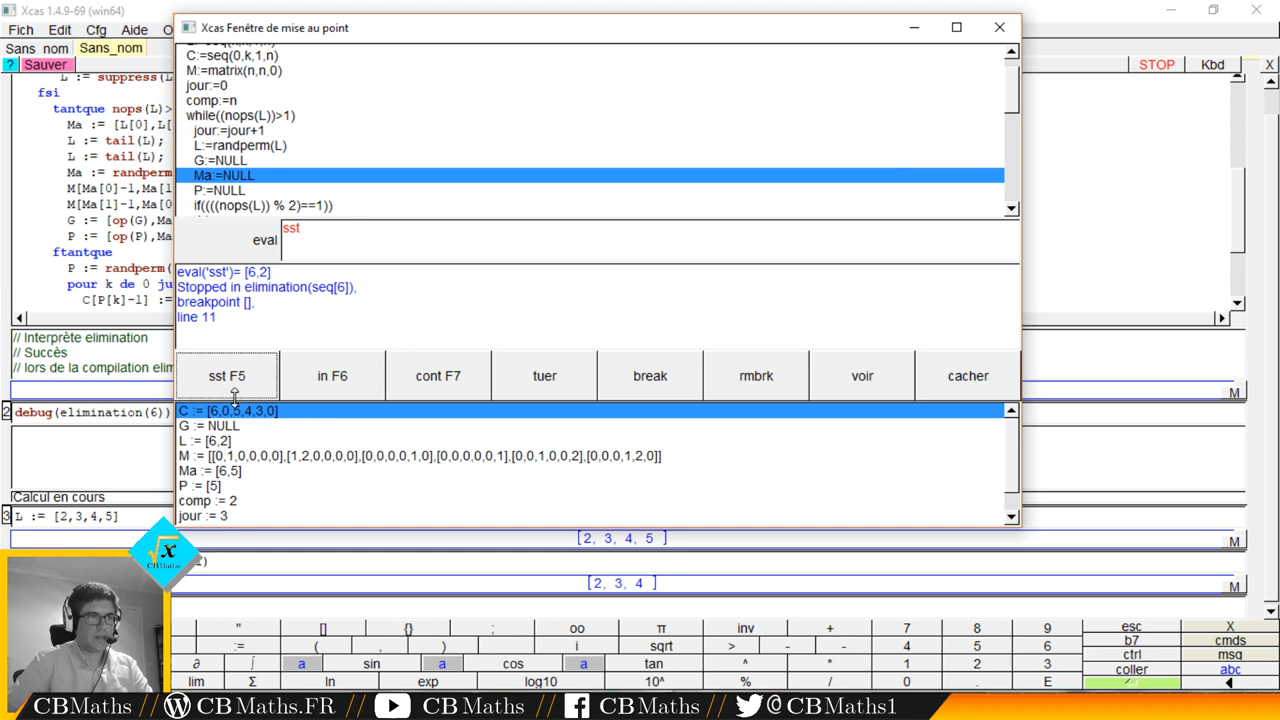 Xcas 1.4.9-69 (win64)
Fich Edit Cfg Aide
Sans_nom Sans_nom
? Sauver
STOP Kbd X
L := suppress(L
fsi
tantque nops(L)>
Ma := [L[0],L[
L := tail(L);
L := tail(L);
Ma := randperm
M[Ma[0]-1,Ma[1
M[Ma[1]-1,Ma[0
G := [op(G),Ma
P := [op(P),Ma
ftantque
P := randperm(
pour k de 0 ju
C[P[k]-1] :=
// Interprète elimination
// Succès
// lors de la compilation elim
M
2 debug(elimination(6))
M
Calcul en cours
3 L := [2,3,4,5]
[2, 3, 4, 5 ]
M
[2, 3, 4 ]
M
Xcas Fenêtre de mise au point
C:=seq(0,k,1,n)
M:=matrix(n,n,0)
jour:=0
comp:=n
while((nops(L))>1)
jour:=jour+1
L:=randperm(L)
G:=NULL
Ma:=NULL
P:=NULL
if((((nops(L)) % 2)==1))
eval
sst
eval('sst')= [6,2]
Stopped in elimination(seq[6]),
breakpoint [],
line 11
sst F5 in F6 cont F7 tuer break rmbrk voir cacher
C := [6,0,5,4,3,0]
G := NULL
L := [6,2]
M := [[0,1,0,0,0,0],[1,2,0,0,0,0],[0,0,0,0,1,0],[0,0,0,0,0,1],[0,0,1,0,0,2],[0,0,0,1,2,0]]
Ma := [6,5]
P := [5]
comp := 2
jour := 3
" [] {} ; oo π inv + 7 8 9 esc X
:= ( , ) i sqrt > - - 4 5 6 b7 cmds
∂ ∫ a sin a cos a tan ^ * 1 2 3 ctrl msg
lim Σ ln exp log10 10^ % / 0 . E coller abc
√x
CBMaths
CBMaths CBMaths.FR CBMaths CBMaths @CBMaths1